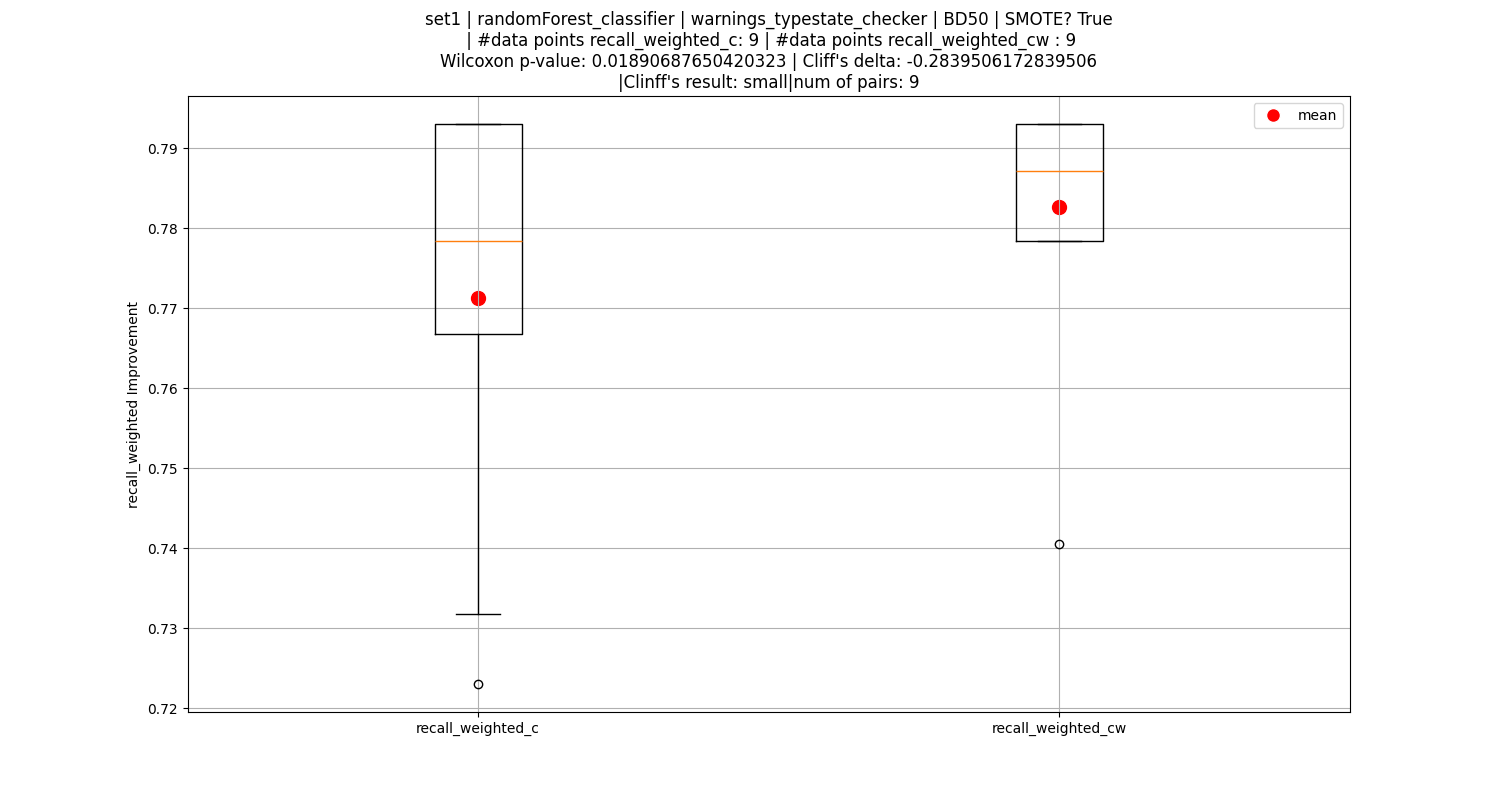 set1 | randomForest_classifier | warnings_typestate_checker | BD50 | SMOTE? True
| #data points recall_weighted_c: 9 | #data points recall_weighted_cw : 9
Wilcoxon p-value: 0.01890687650420323 | Cliff's delta: -0.2839506172839506
|Clinff's result: small|num of pairs: 9
mean
recall_weighted Improvement
0.79
0.78
0.77
0.76
0.75
0.74
0.73
0.72
recall_weighted_c
recall_weighted_cw